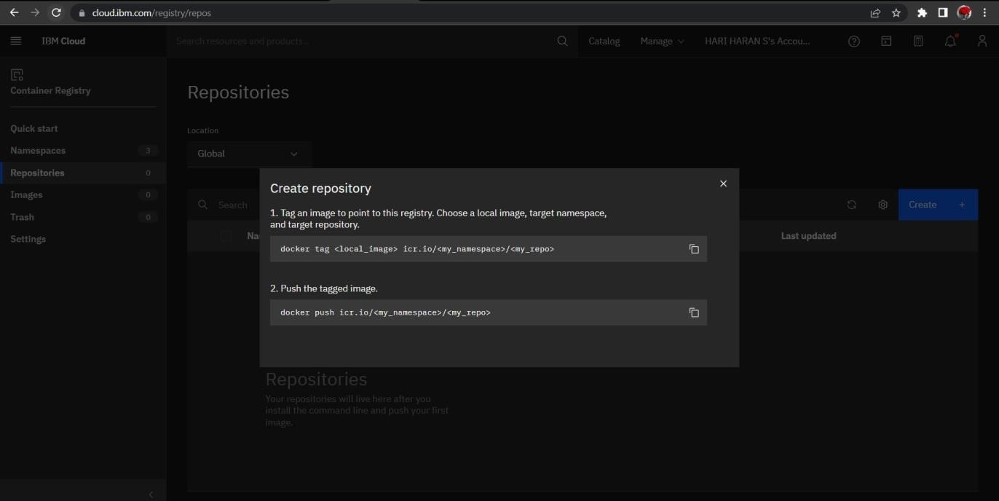 cloud.ibm.com/registry/repos
IBM Cloud
Search resources and products...
Catalog
Manage
HARI HARAN S's Accou...
Container Registry
Quick start
Namespaces 3
Repositories 0
Images 0
Trash 0
Settings
Repositories
Location
Global
Search
Create +
Na
Last updated
Create repository
1. Tag an image to point to this registry. Choose a local image, target namespace,
and target repository.
docker tag <local_image> icr.io/<my_namespace>/<my_repo>
2. Push the tagged image.
docker push icr.io/<my_namespace>/<my_repo>
Repositories
Your repositories will live here after you
install the command line and push your first
image.